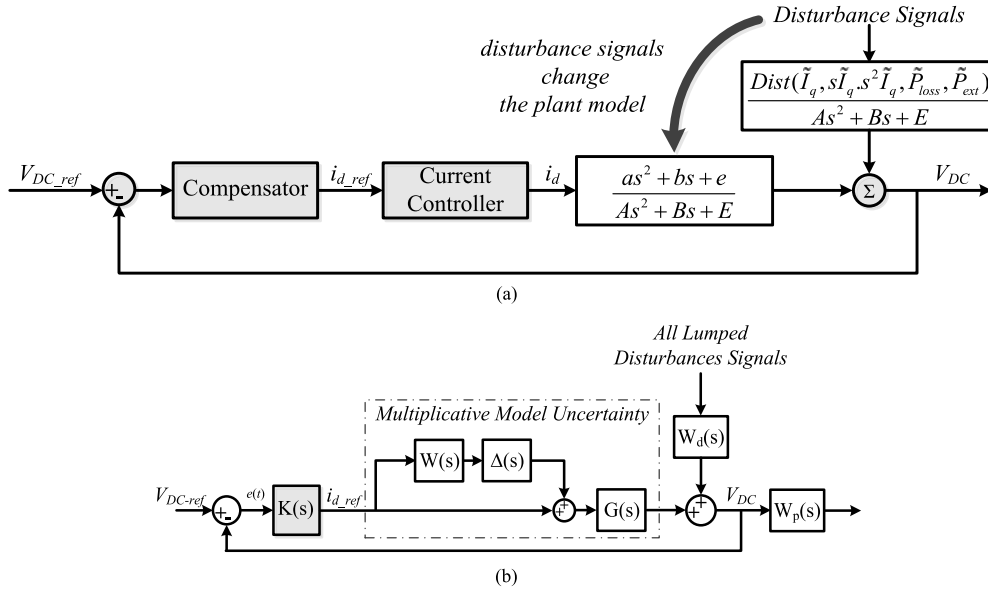 Disturbance Signals
disturbance signals
change
the plant model
Dist(Ĩ_q, sĨ_q.s²Ĩ_q, P̃_loss, P̃_ext)
As² + Bs + E
V_DC_ref
+
-
Compensator
i_d_ref
Current
Controller
i_d
as² + bs + e
As² + Bs + E
Σ
V_DC
(a)
All Lumped
Disturbances Signals
Multiplicative Model Uncertainty
W(s)
Δ(s)
W_d(s)
V_DC-ref
+
-
e(t)
K(s)
i_d_ref
+
+
G(s)
+
+
V_DC
W_p(s)
(b)